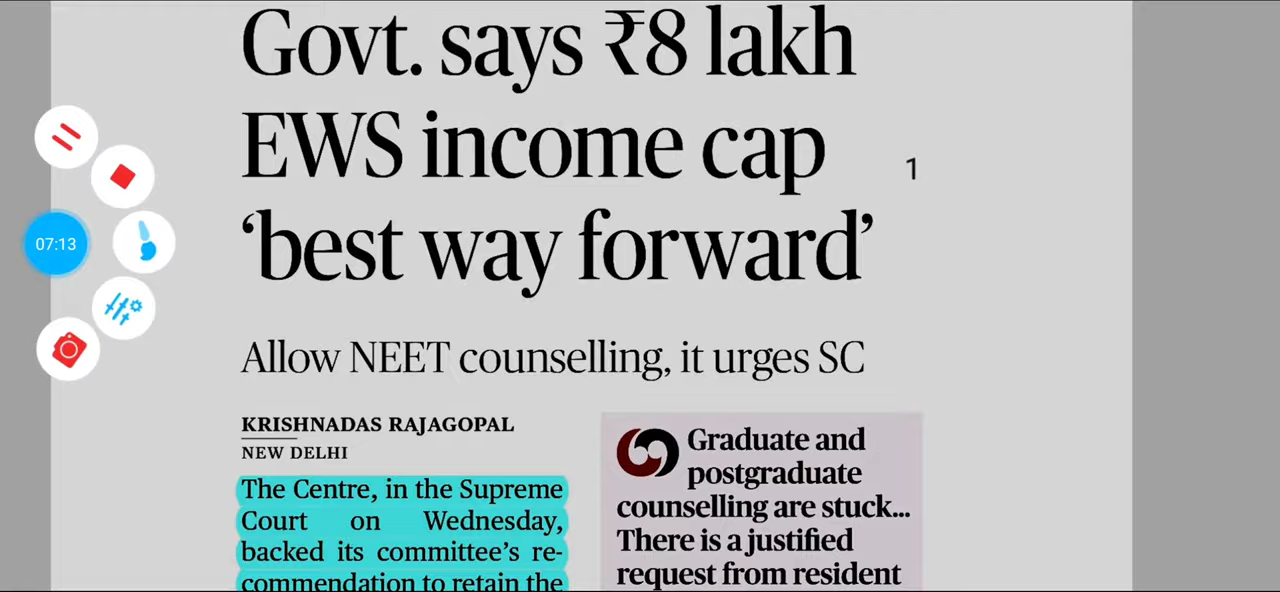 Govt. says ₹8 lakh
EWS income cap
1
‘best way forward’
Allow NEET counselling, it urges SC
KRISHNADAS RAJAGOPAL
NEW DELHI
The Centre, in the Supreme
Court on Wednesday,
backed its committee’s re-
commendation to retain the
Graduate and
postgraduate
counselling are stuck...
There is a justified
request from resident
07:13